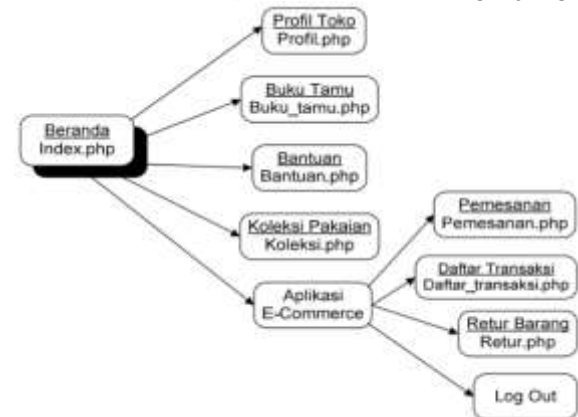 Profil Toko
Profil.php
Buku Tamu
Buku_tamu.php
Beranda
Index.php
Bantuan
Bantuan.php
Koleksi Pakaian
Koleksi.php
Aplikasi
E-Commerce
Pemesanan
Pemesanan.php
Daftar Transaksi
Daftar_transaksi.php
Retur Barang
Retur.php
Log Out